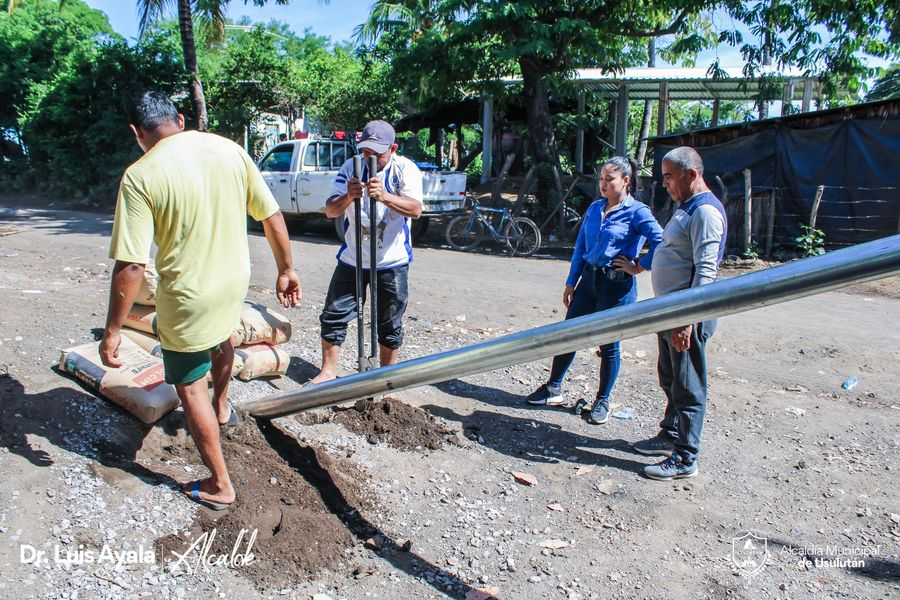 Dr. Luis Ayala | Alcalde
Alcaldía Municipal
de Usulután